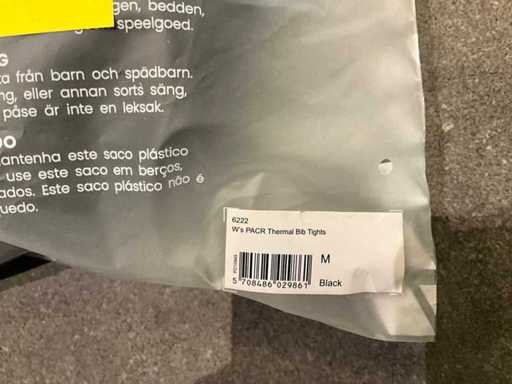 gen, bedden,
speelgoed.
G
ta från barn och spädbarn.
ng, eller annan sorts säng,
påse är inte en leksak.
DO
antenha este saco plástico
use este saco em berços,
ados. Este saco plástico não é
uedo.
6222
W's PACR Thermal Bib Tights
M
5 708486 029861
Black